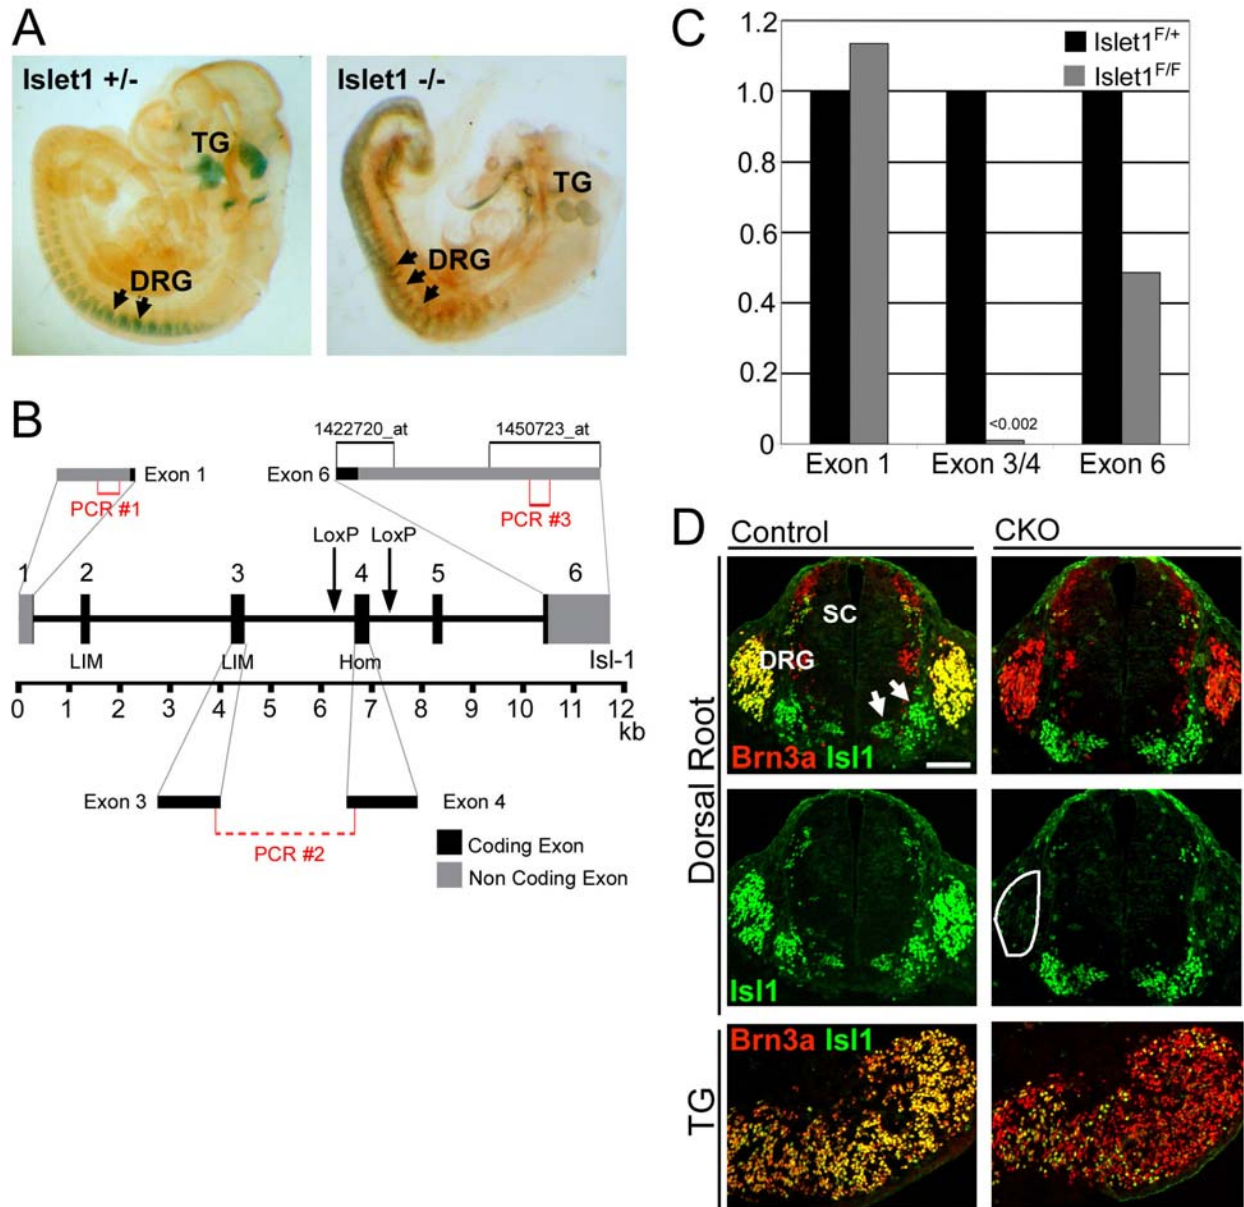 A
Islet1 +/-
TG
DRG
Islet1 -/-
TG
DRG
B
1422720_at
1450723_at
Exon 1
Exon 6
PCR #1
PCR #3
LoxP LoxP
1 2 3 4 5 6
LIM LIM Hom Isl-1
0 1 2 3 4 5 6 7 8 9 10 11 12
kb
Exon 3
Exon 4
PCR #2
Coding Exon
Non Coding Exon
C
1.2
1.0
0.8
0.6
0.4
0.2
0
Islet1F/+
Islet1F/F
<0.002
Exon 1 Exon 3/4 Exon 6
D
Control CKO
Dorsal Root
SC
DRG
Brn3a Isl1
Isl1
TG
Brn3a Isl1